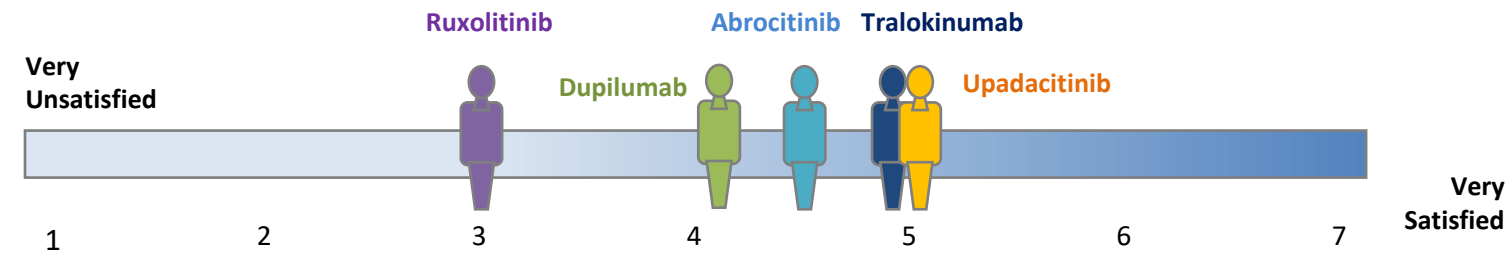 Ruxolitinib
Abrocitinib
Tralokinumab
Very
Unsatisfied
Dupilumab
Upadacitinib
Very
Satisfied
1 2 3 4 5 6 7